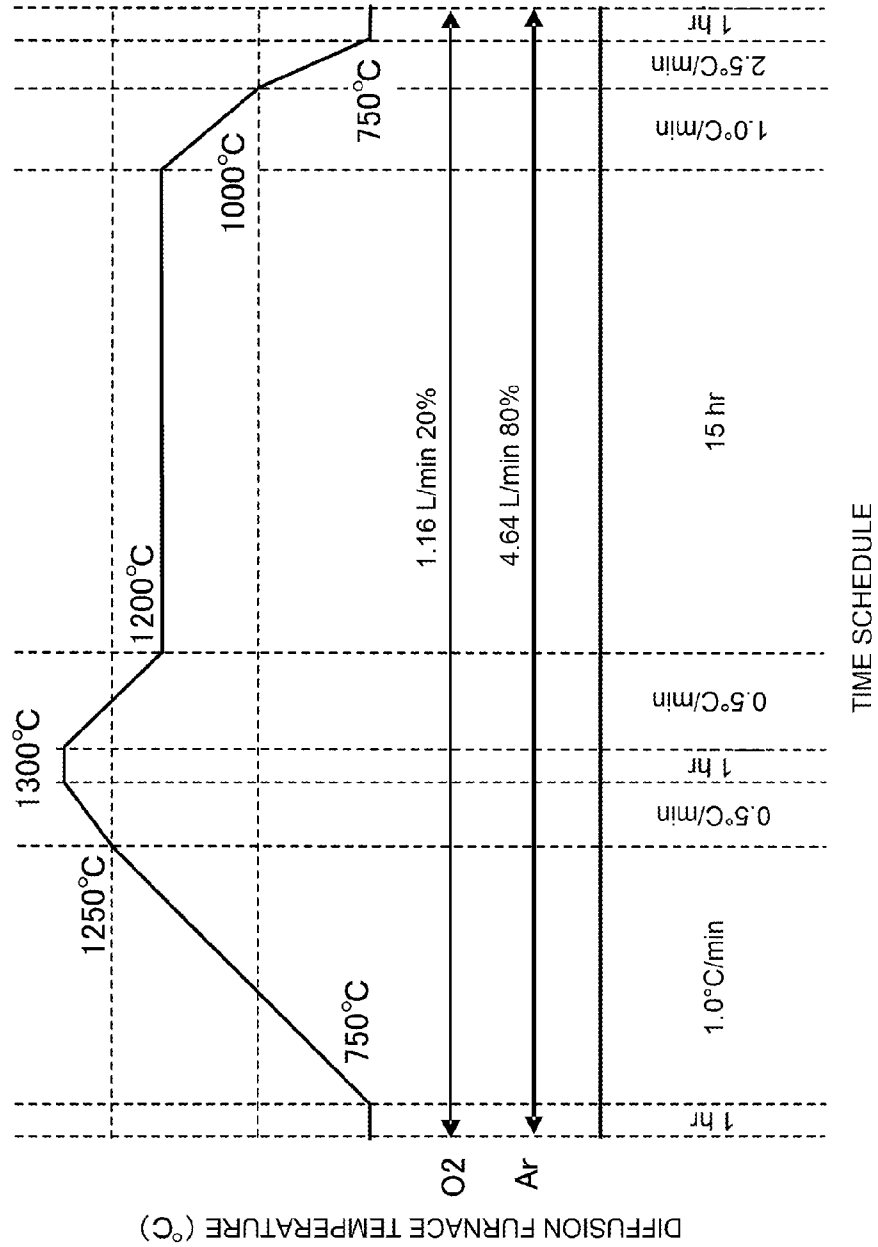 DIFFUSION FURNACE TEMPERATURE (°C)
1300°C
1250°C
1200°C
1000°C
750°C
750°C
O2
1.16 L/min 20%
Ar
4.64 L/min 80%
1 hr
1.0°C/min
0.5°C/min
1 hr
0.5°C/min
15 hr
1.0°C/min
2.5°C/min
1 hr
TIME SCHEDULE